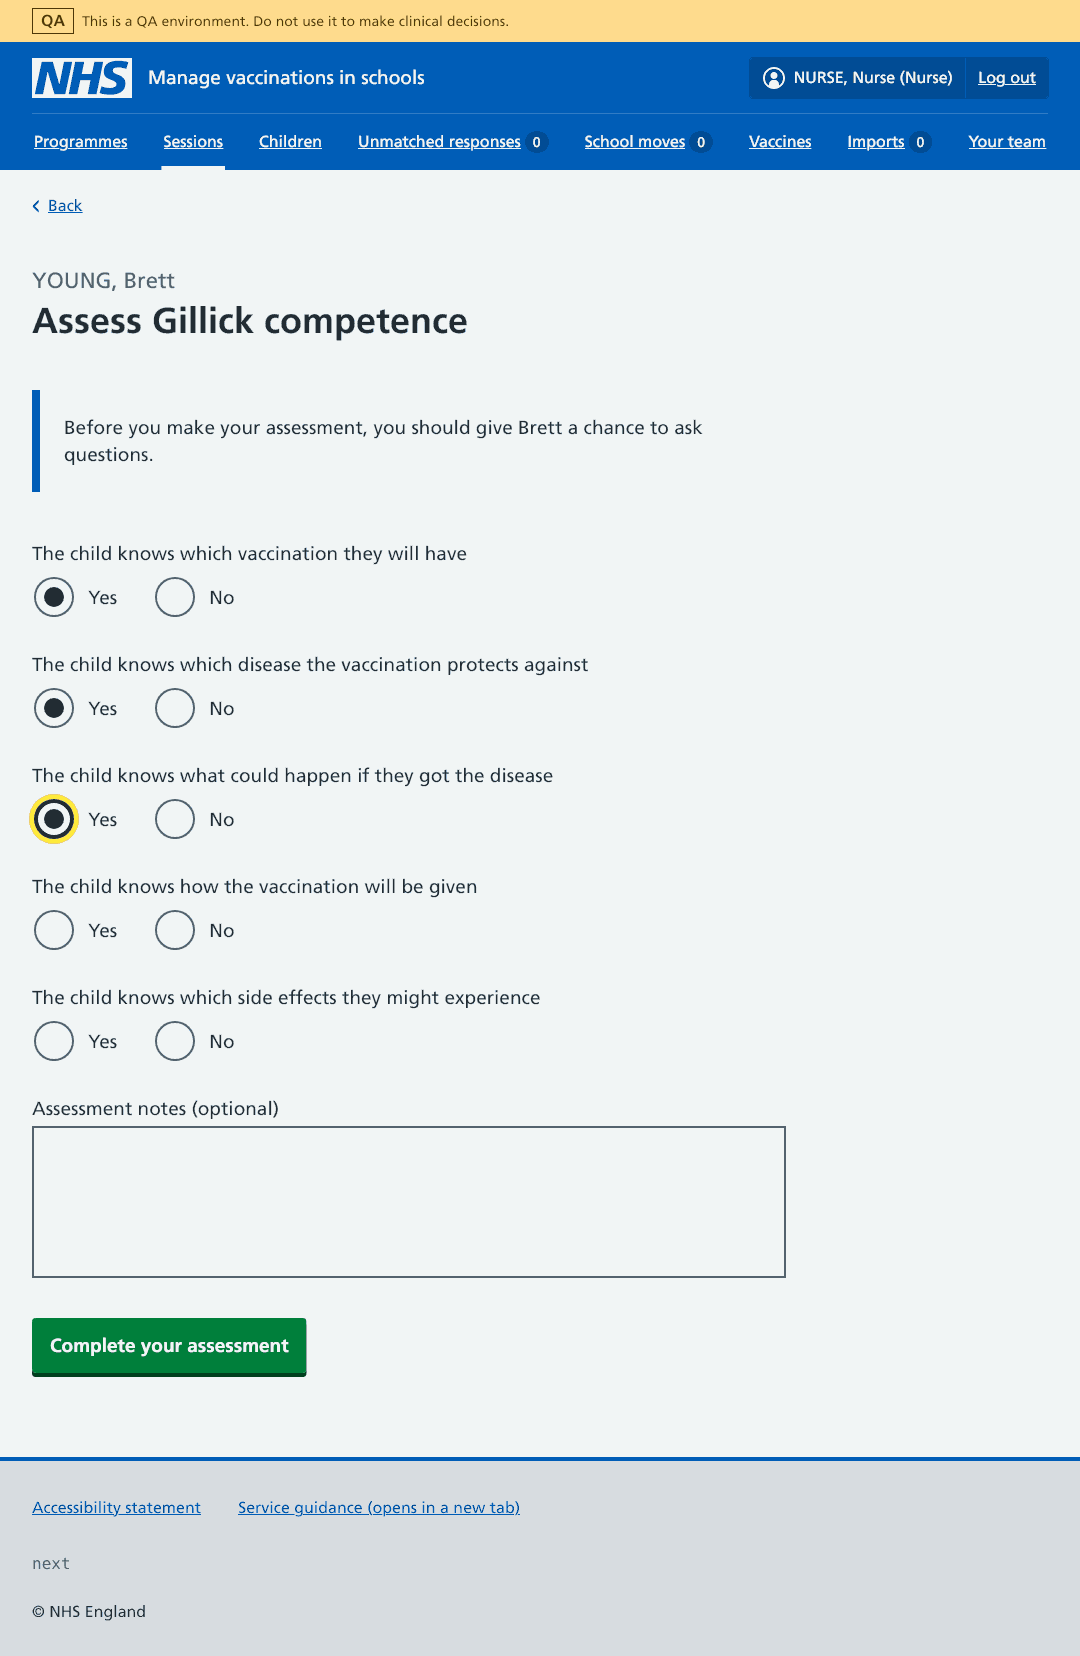 QA This is a QA environment. Do not use it to make clinical decisions.
NHS Manage vaccinations in schools NURSE, Nurse (Nurse) Log out
Programmes Sessions Children Unmatched responses 0 School moves 0 Vaccines Imports 0 Your team
Back
YOUNG, Brett
Assess Gillick competence
Before you make your assessment, you should give Brett a chance to ask
questions.
The child knows which vaccination they will have
Yes No
The child knows which disease the vaccination protects against
Yes No
The child knows what could happen if they got the disease
Yes No
The child knows how the vaccination will be given
Yes No
The child knows which side effects they might experience
Yes No
Assessment notes (optional)
Complete your assessment
Accessibility statement Service guidance (opens in a new tab)
next
© NHS England